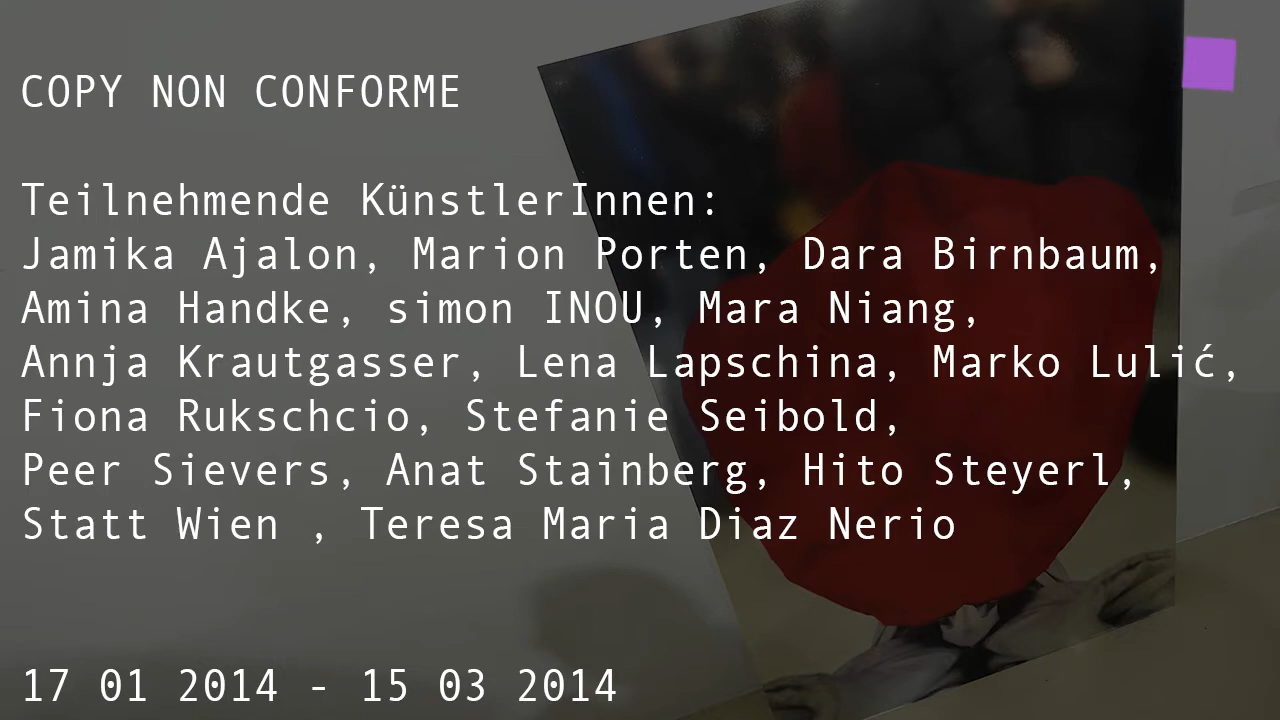 COPY NON CONFORME
Teilnehmende KünstlerInnen:
Jamika Ajalon, Marion Porten, Dara Birnbaum,
Amina Handke, simon INOU, Mara Niang,
Annja Krautgasser, Lena Lapschina, Marko Lulić,
Fiona Rukschcio, Stefanie Seibold,
Peer Sievers, Anat Stainberg, Hito Steyerl,
Statt Wien , Teresa Maria Diaz Nerio
17 01 2014 - 15 03 2014